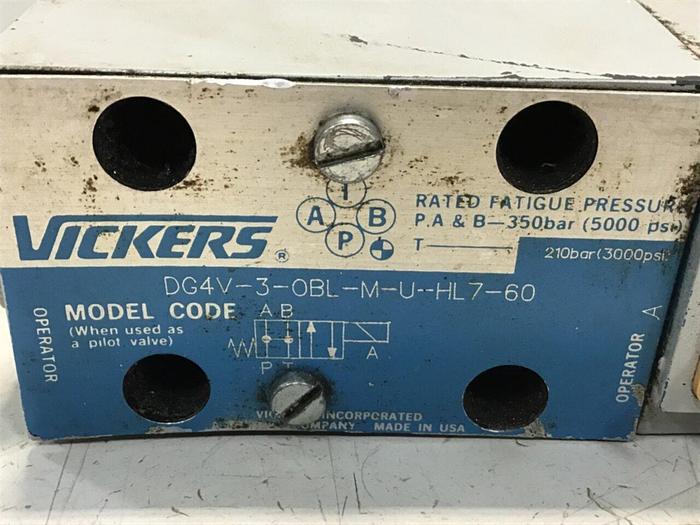 VICKERS ®
T
A B
P
RATED FATIGUE PRESSURE
P.A & B—350bar (5000 psi)
T 210bar(3000psi
DG4V-3-0BL-M-U--HL7-60
MODEL CODE
(When used as
a pilot valve)
A B
P T
A
OPERATOR
OPERATOR A
INCORPORATED
COMPANY MADE IN USA